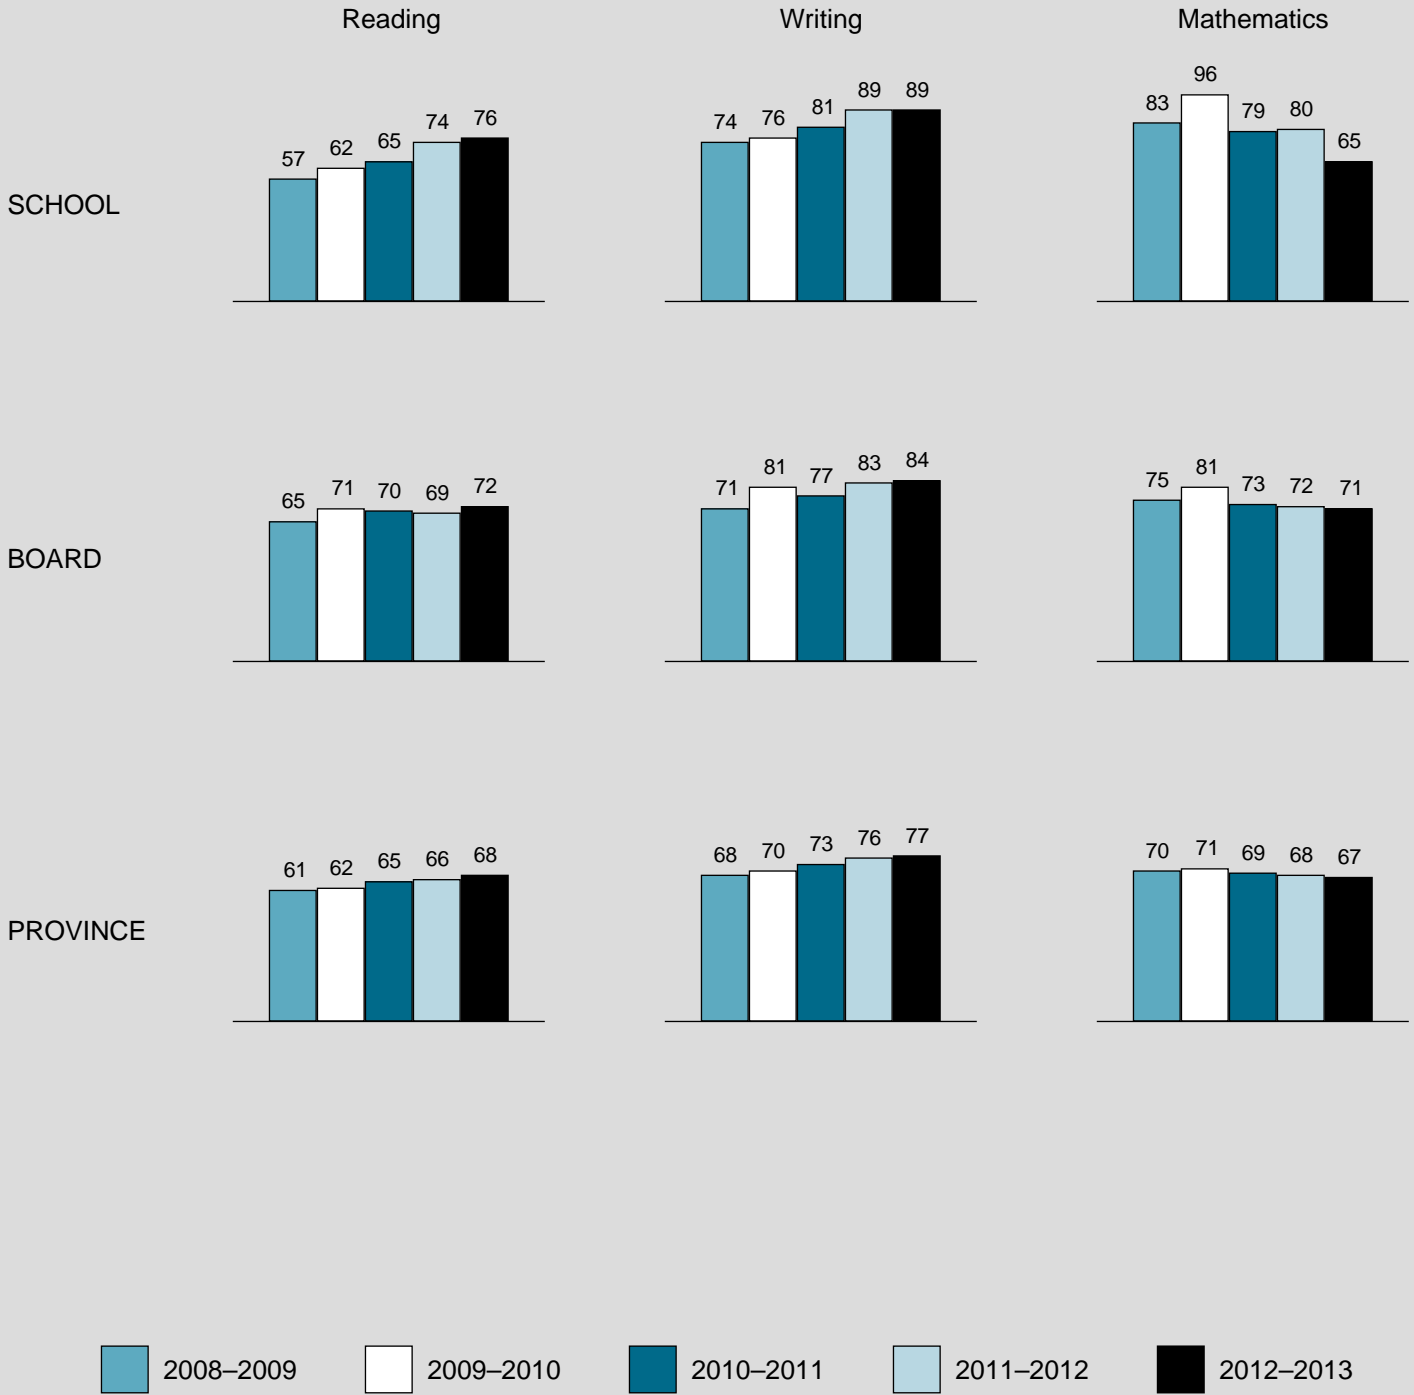 Reading Writing Mathematics
SCHOOL
57 62 65 74 76
74 76 81 89 89
83 96 79 80 65
BOARD
65 71 70 69 72
71 81 77 83 84
75 81 73 72 71
PROVINCE
61 62 65 66 68
68 70 73 76 77
70 71 69 68 67
2008–2009 2009–2010 2010–2011 2011–2012 2012–2013